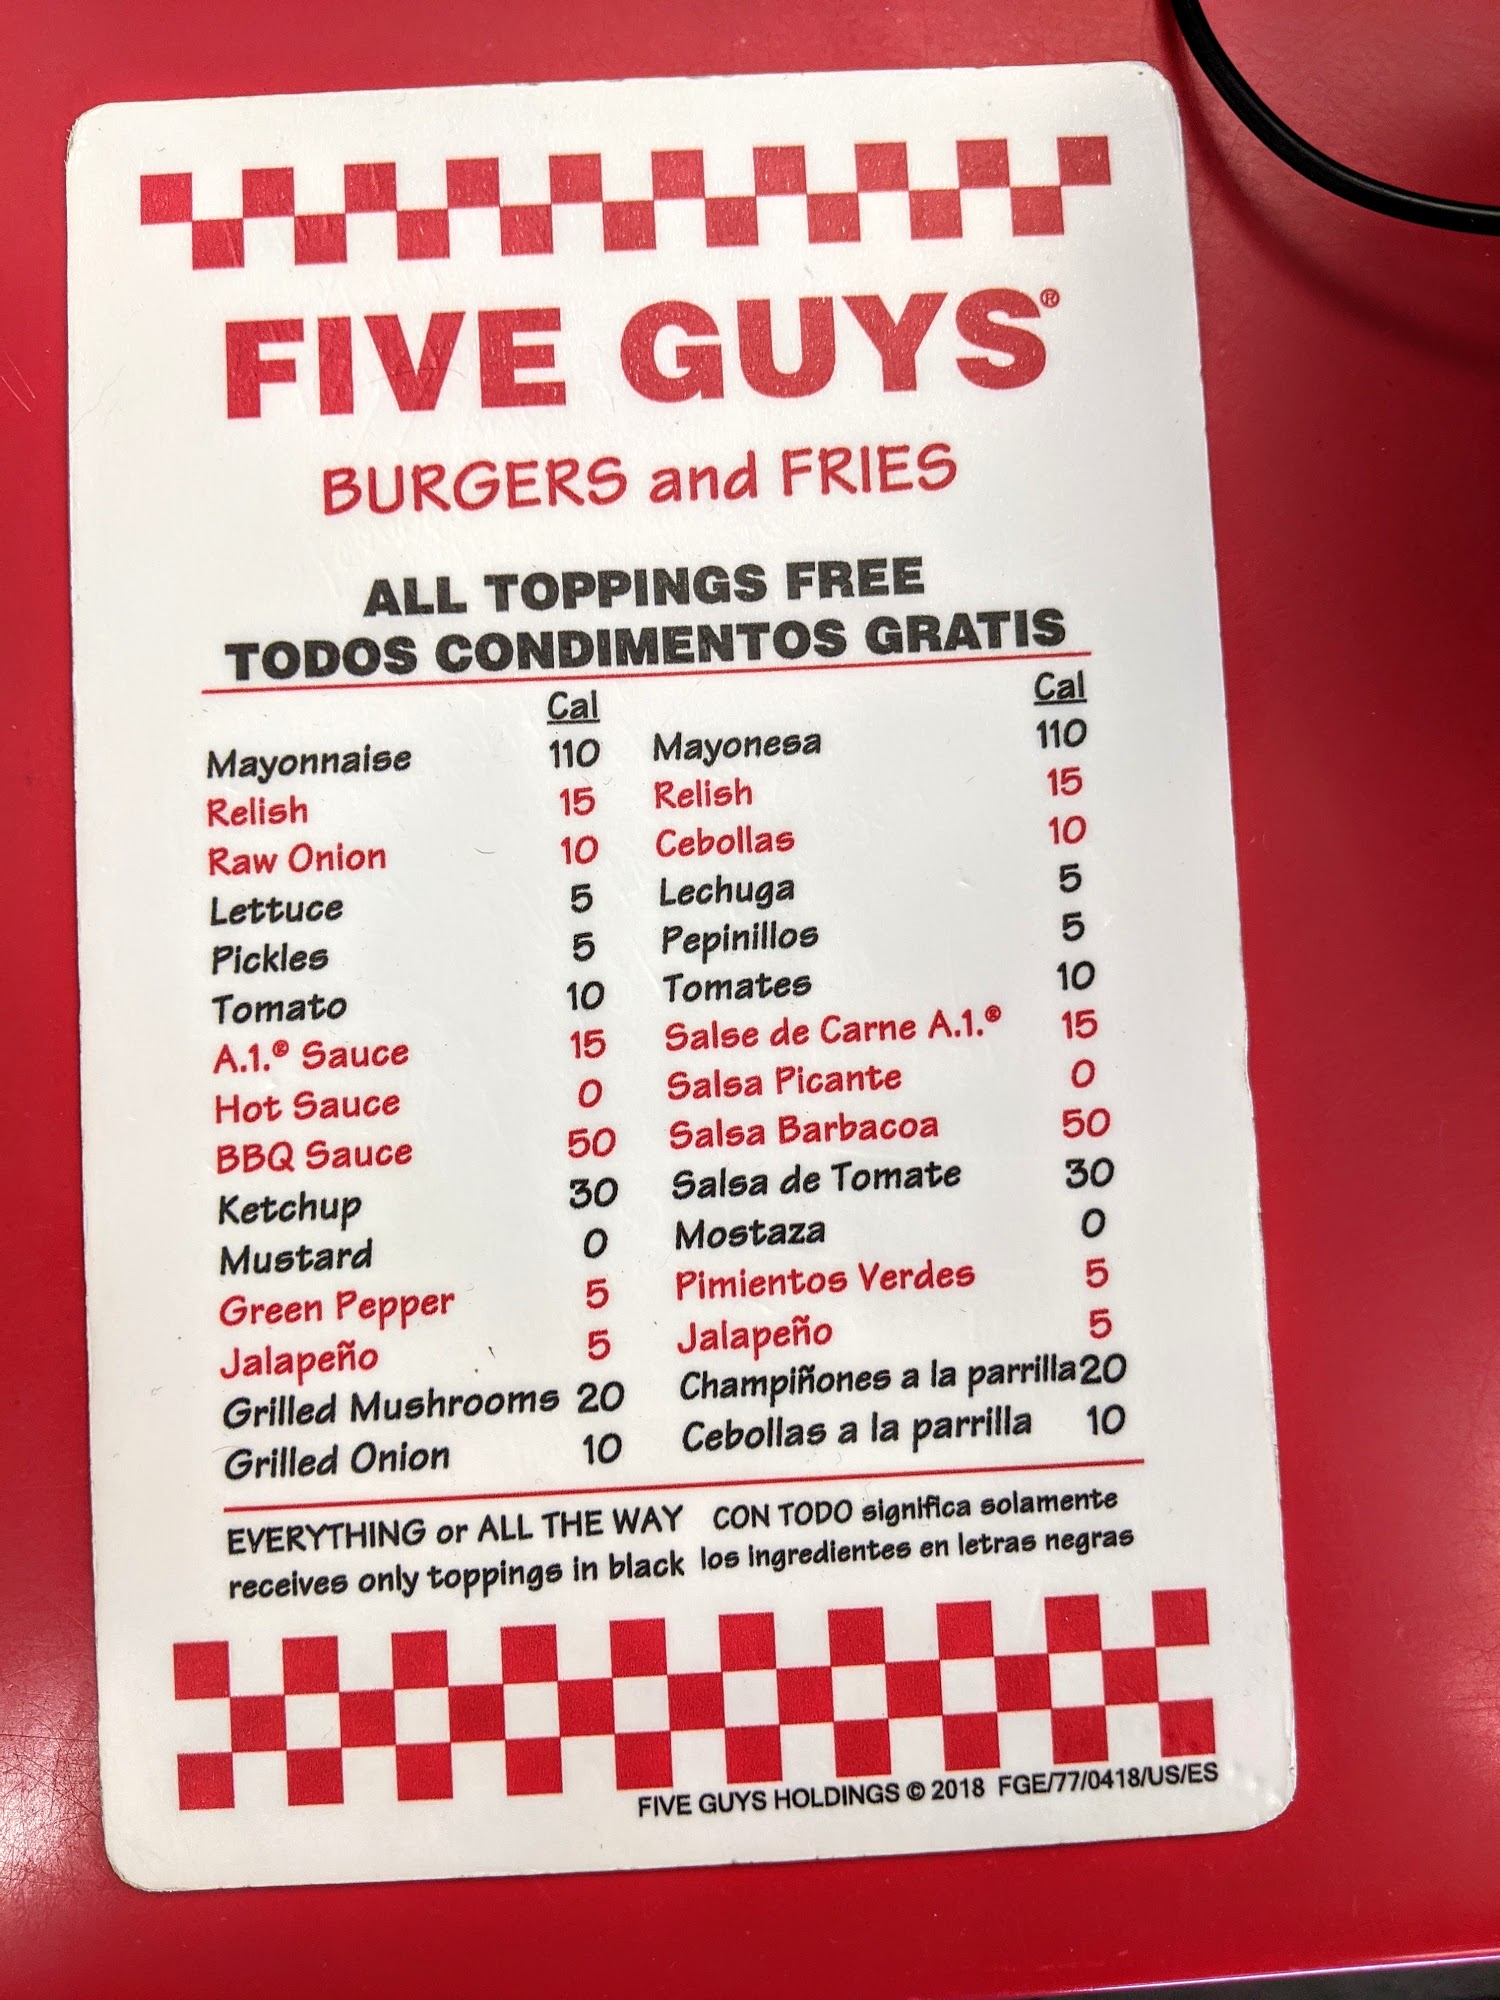 FIVE GUYS®
BURGERS and FRIES
ALL TOPPINGS FREE
TODOS CONDIMENTOS GRATIS
Cal Cal
Mayonnaise 110 Mayonesa 110
Relish 15 Relish 15
Raw Onion 10 Cebollas 10
Lettuce 5 Lechuga 5
Pickles 5 Pepinillos 5
Tomato 10 Tomates 10
A.1.® Sauce 15 Salse de Carne A.1.® 15
Hot Sauce 0 Salsa Picante 0
BBQ Sauce 50 Salsa Barbacoa 50
Ketchup 30 Salsa de Tomate 30
Mustard 0 Mostaza 0
Green Pepper 5 Pimientos Verdes 5
Jalapeño 5 Jalapeño 5
Grilled Mushrooms 20 Champiñones a la parrilla 20
Grilled Onion 10 Cebollas a la parrilla 10
EVERYTHING or ALL THE WAY CON TODO significa solamente
receives only toppings in black los ingredientes en letras negras
FIVE GUYS HOLDINGS © 2018 FGE/77/0418/US/ES